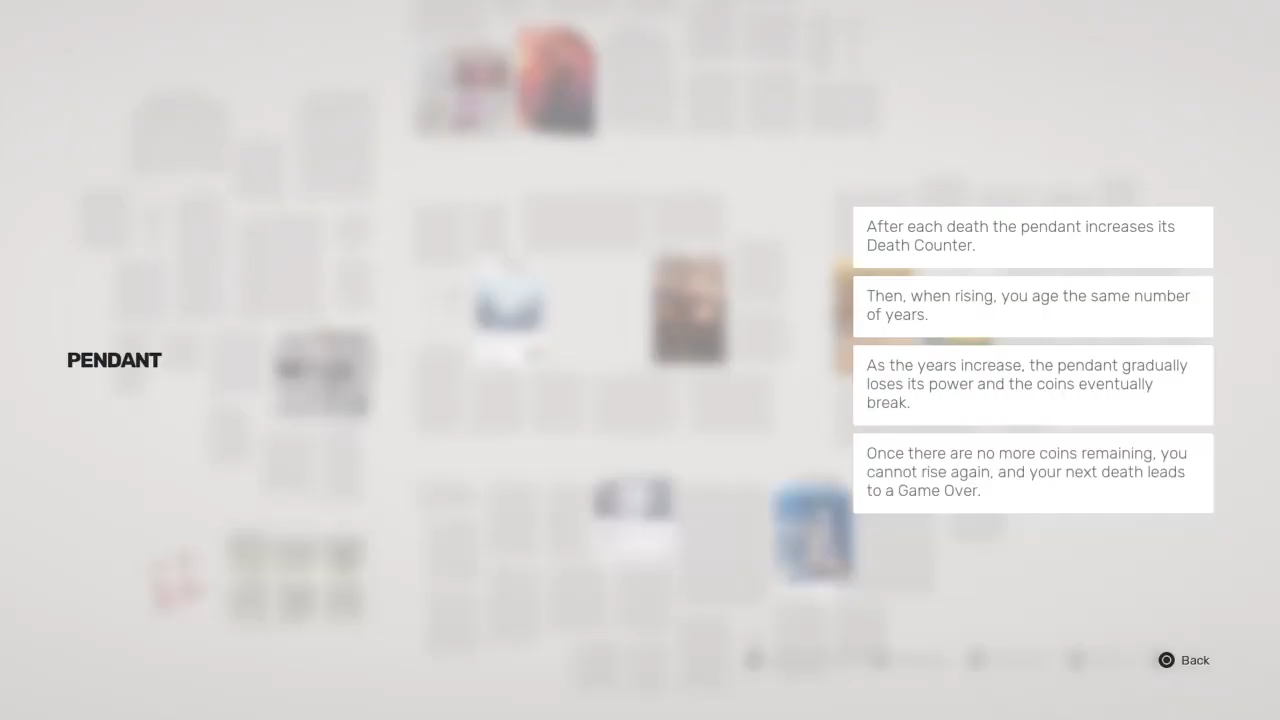 PENDANT
After each death the pendant increases its
Death Counter.
Then, when rising, you age the same number
of years.
As the years increase, the pendant gradually
loses its power and the coins eventually
break.
Once there are no more coins remaining, you
cannot rise again, and your next death leads
to a Game Over.
Back